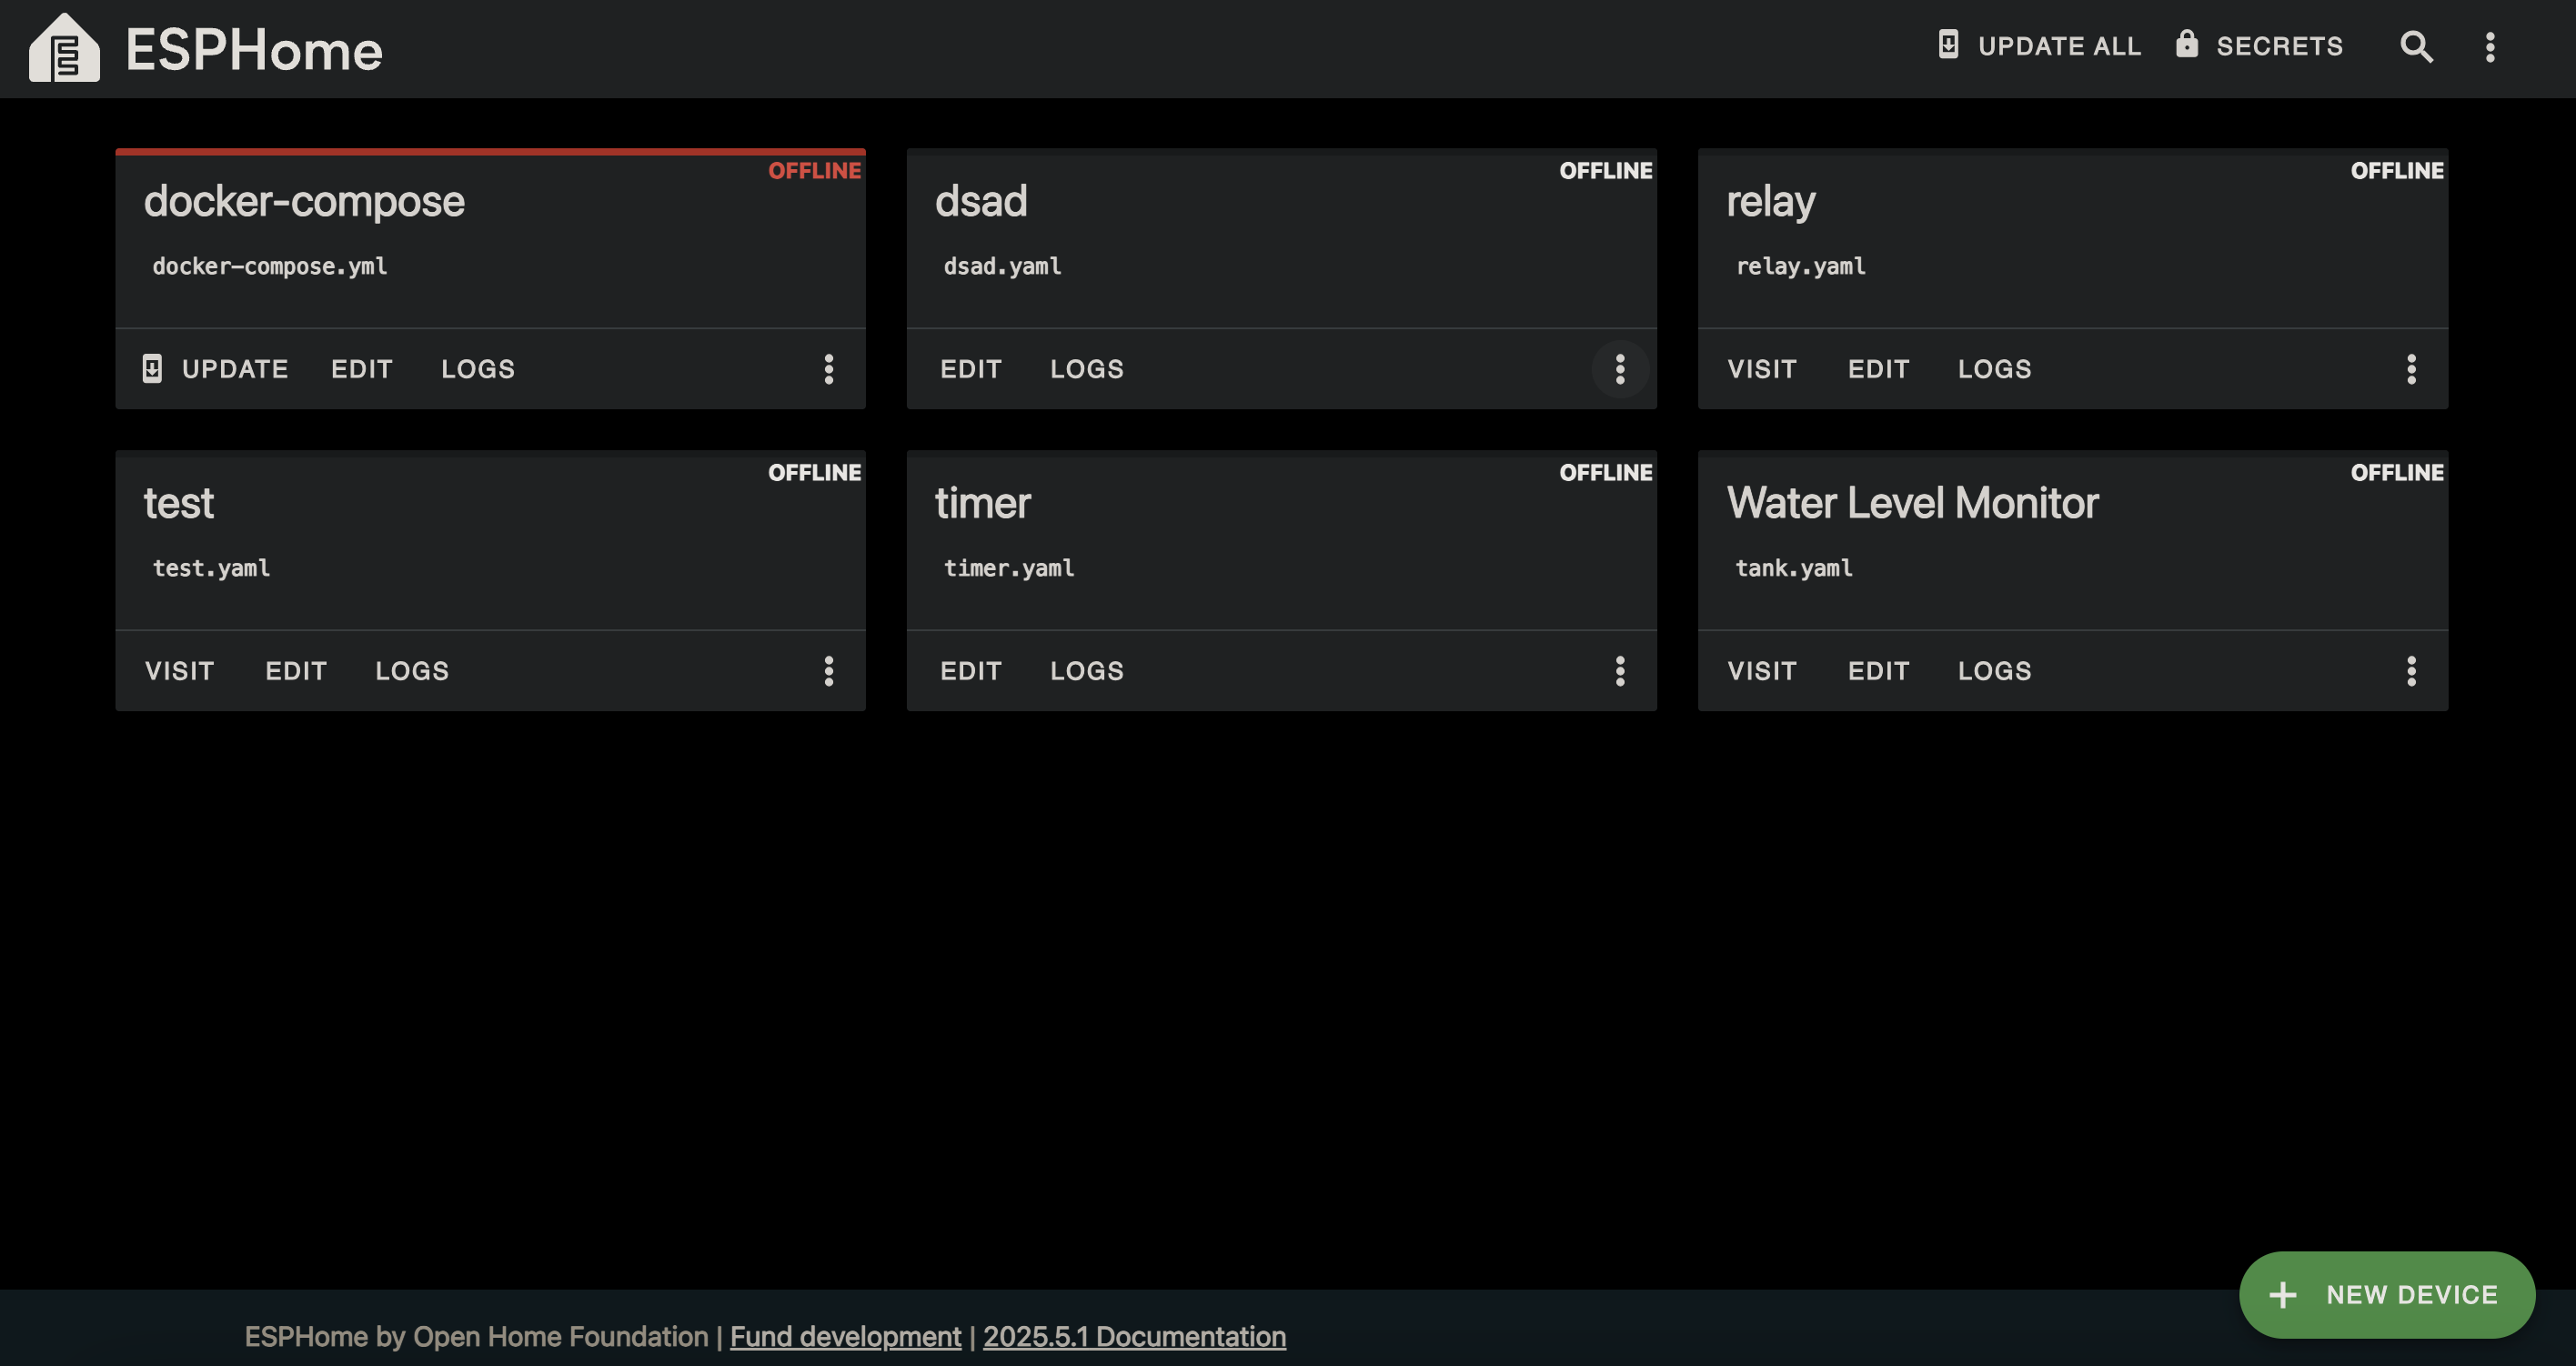 ESPHome
UPDATE ALL SECRETS
OFFLINE
docker-compose
docker-compose.yml
UPDATE EDIT LOGS
OFFLINE
dsad
dsad.yaml
EDIT LOGS
OFFLINE
relay
relay.yaml
VISIT EDIT LOGS
OFFLINE
test
test.yaml
VISIT EDIT LOGS
OFFLINE
timer
timer.yaml
EDIT LOGS
OFFLINE
Water Level Monitor
tank.yaml
VISIT EDIT LOGS
NEW DEVICE
ESPHome by Open Home Foundation | Fund development | 2025.5.1 Documentation